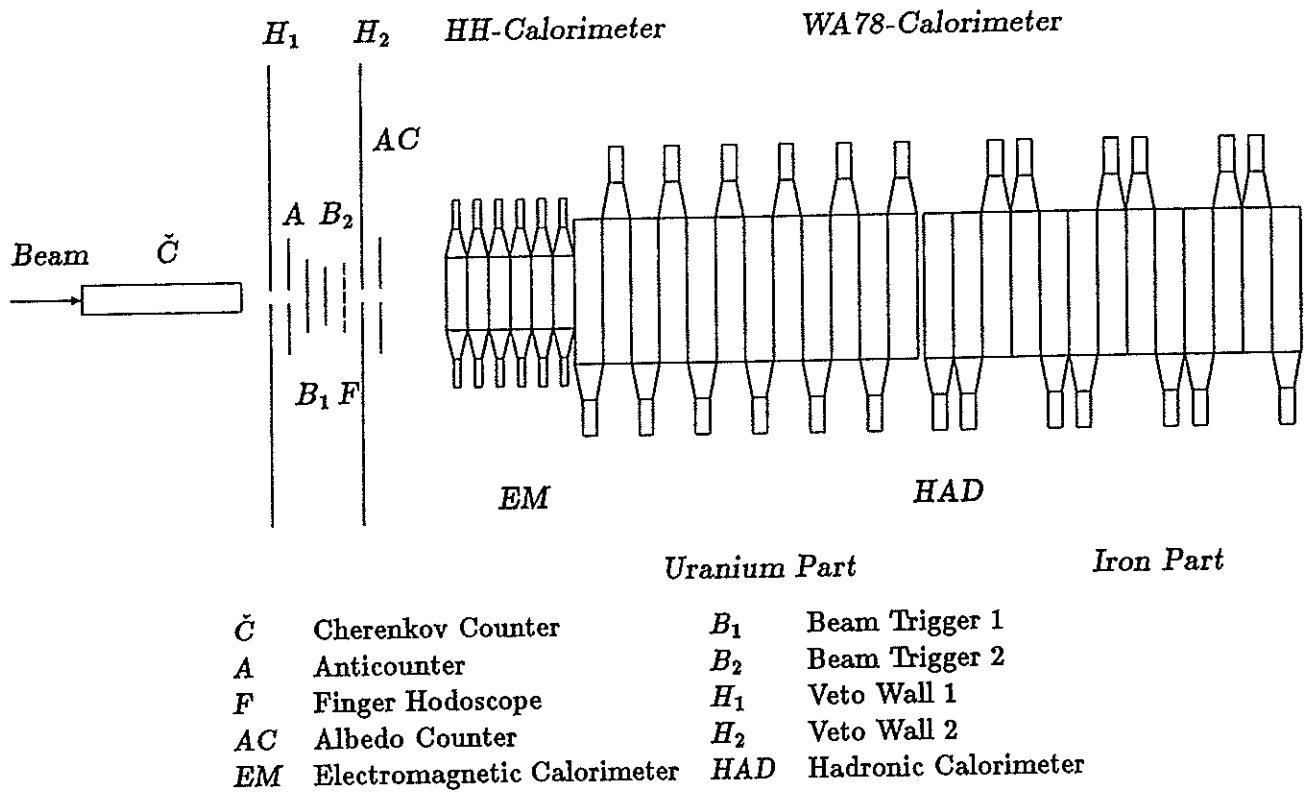 H₁ H₂ HH-Calorimeter WA78-Calorimeter
AC
A B₂
Beam Č
B₁ F
EM HAD
Uranium Part Iron Part
Č Cherenkov Counter B₁ Beam Trigger 1
A Anticounter B₂ Beam Trigger 2
F Finger Hodoscope H₁ Veto Wall 1
AC Albedo Counter H₂ Veto Wall 2
EM Electromagnetic Calorimeter HAD Hadronic Calorimeter